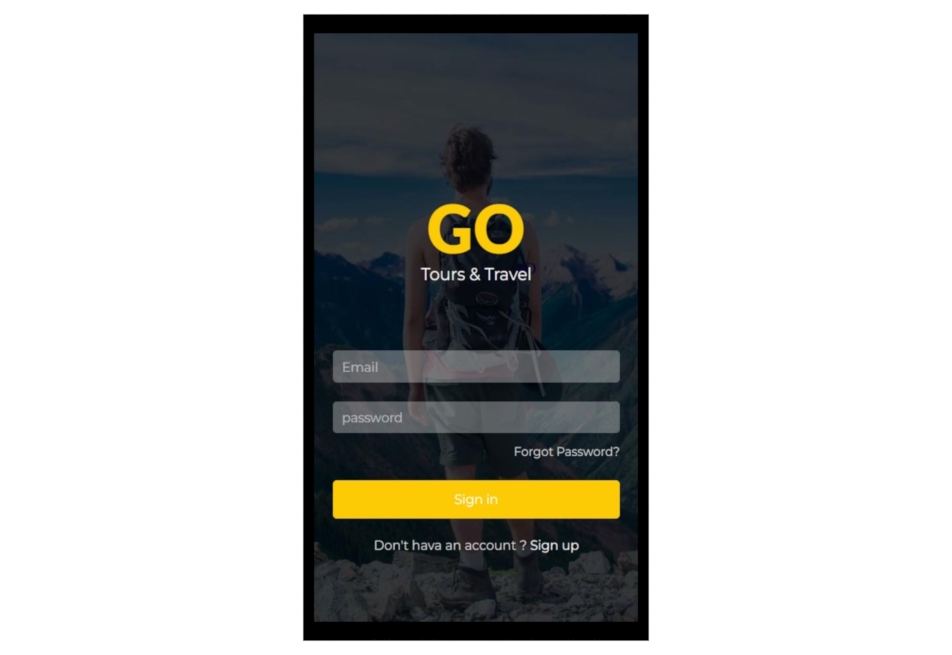 GO
Tours & Travel
Email
password
Forgot Password?
Sign in
Don't hava an account ? Sign up